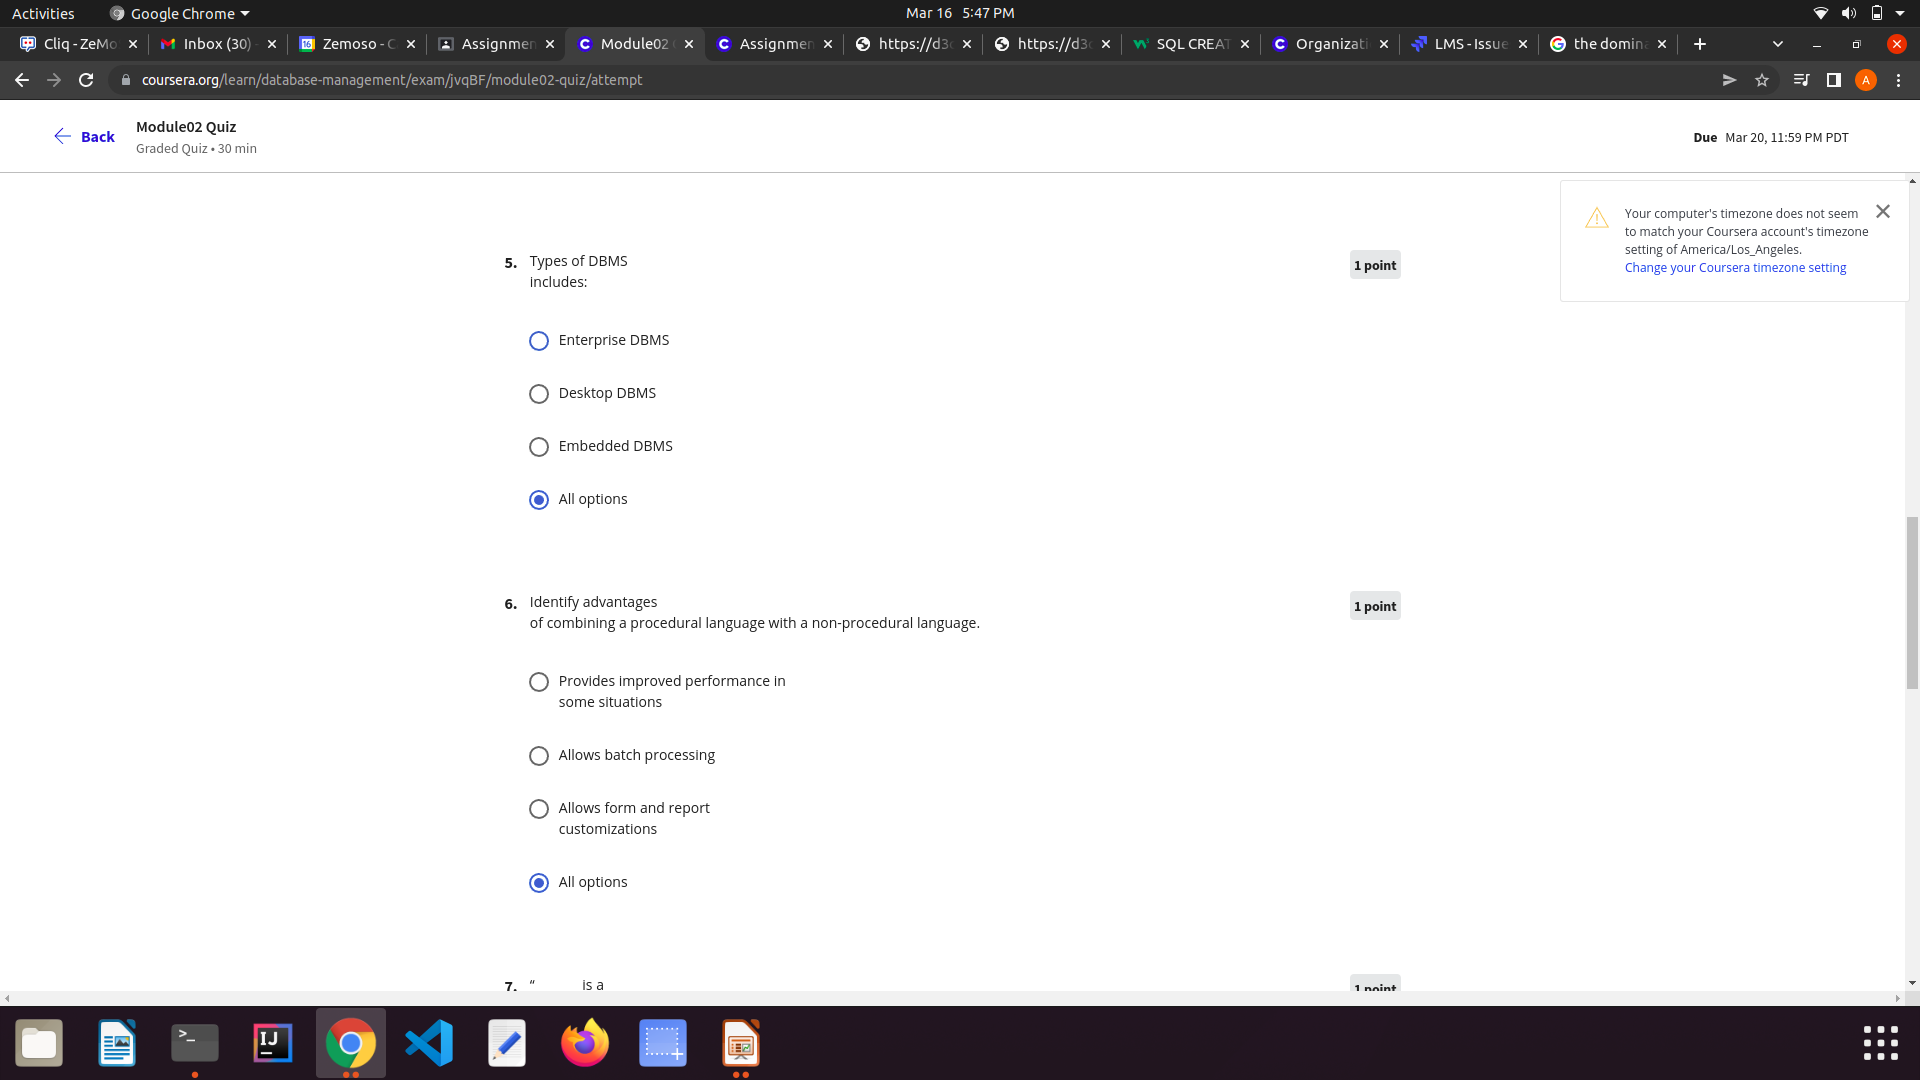 Activities
Google Chrome
Mar 16 5:47 PM
Cliq - ZeMo
Inbox (30) -
Zemoso - C
Assignmen
Module02
Assignmen
https://d3c
https://d3c
SQL CREAT
Organizati
LMS - Issue
the domina
coursera.org/learn/database-management/exam/jvqBF/module02-quiz/attempt
A
Back
Module02 Quiz
Graded Quiz • 30 min
Due Mar 20, 11:59 PM PDT
Your computer's timezone does not seem
to match your Coursera account's timezone
setting of America/Los_Angeles.
Change your Coursera timezone setting
5. Types of DBMS
includes:
1 point
Enterprise DBMS
Desktop DBMS
Embedded DBMS
All options
6. Identify advantages
of combining a procedural language with a non-procedural language.
1 point
Provides improved performance in
some situations
Allows batch processing
Allows form and report
customizations
All options
7. “ is a
1 point